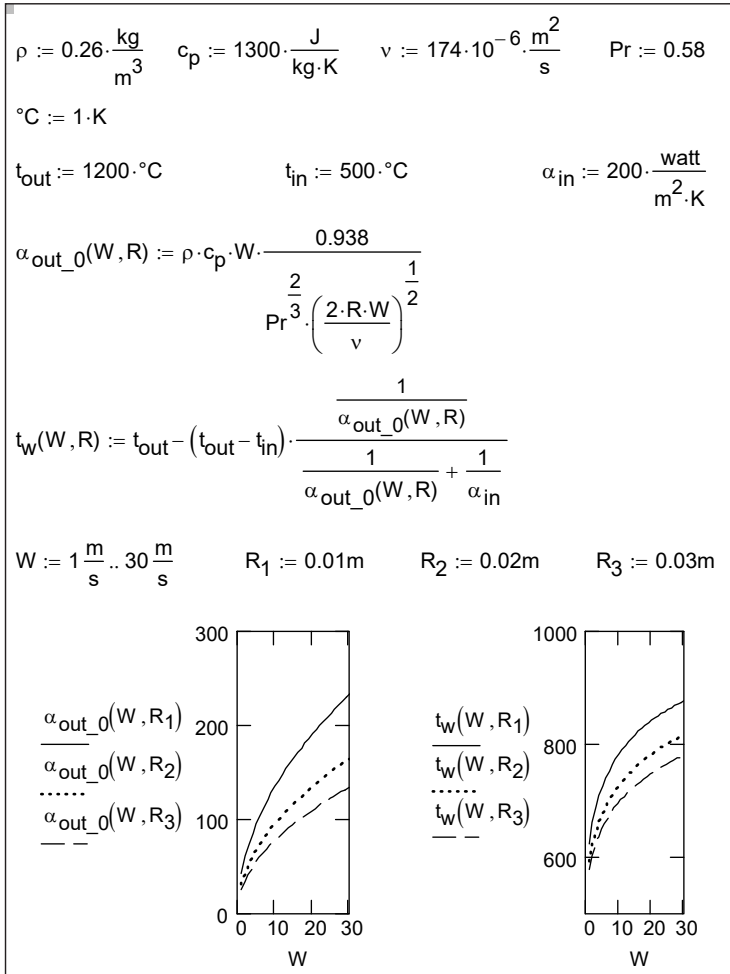 ρ := 0.26·kg/m³ c_p := 1300·J/(kg·K) ν := 174·10⁻⁶·m²/s Pr := 0.58
°C := 1·K
t_out := 1200·°C t_in := 500·°C α_in := 200·watt/(m²·K)
α_out_0(W,R) := ρ·c_p·W·0.938/(Pr^(2/3)·(2·R·W/ν)^(1/2))
t_w(W,R) := t_out − (t_out − t_in)·(1/α_out_0(W,R))/(1/α_out_0(W,R) + 1/α_in)
W := 1 m/s .. 30 m/s R₁ := 0.01m R₂ := 0.02m R₃ := 0.03m
α_out_0(W,R₁)
α_out_0(W,R₂)
α_out_0(W,R₃)
300
200
100
0
0 10 20 30
W
t_w(W,R₁)
t_w(W,R₂)
t_w(W,R₃)
1000
800
600
0 10 20 30
W